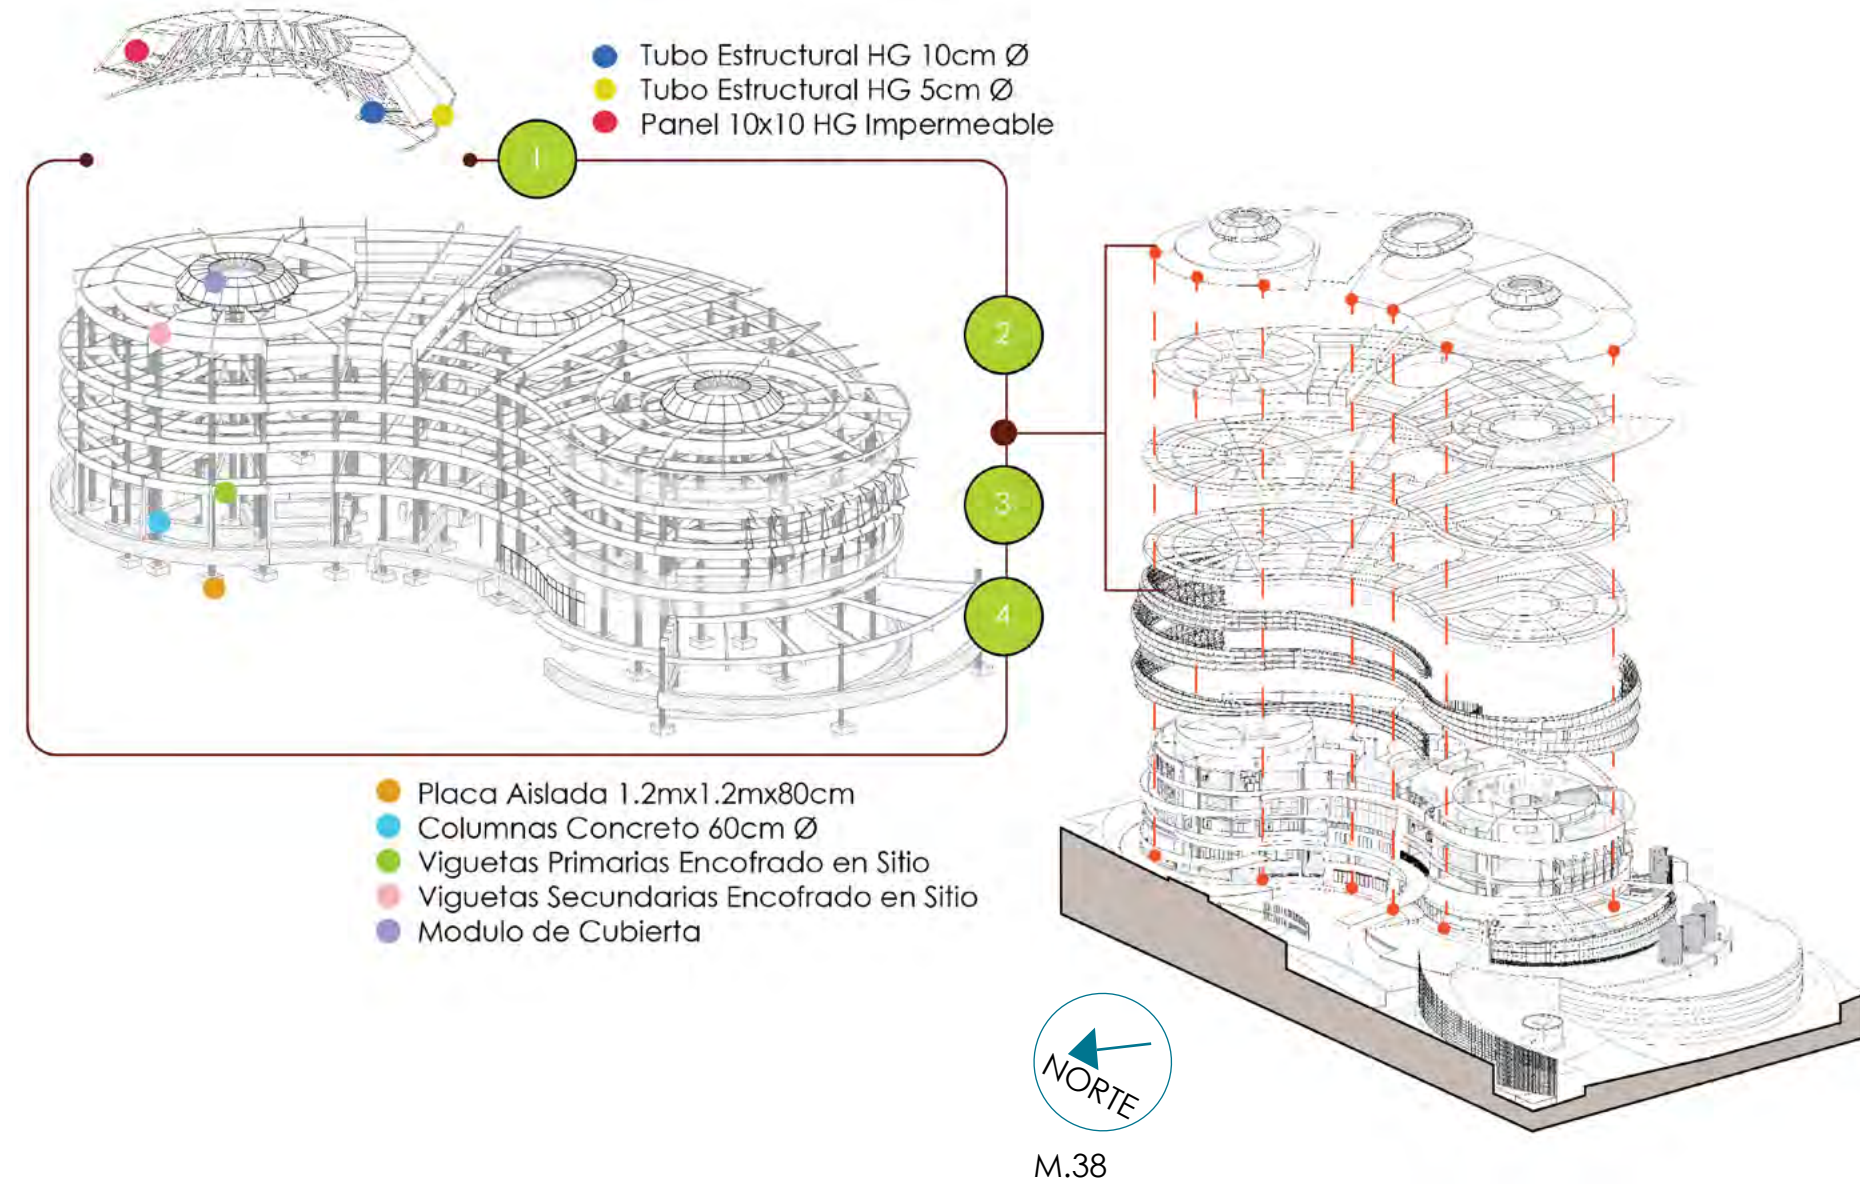 Tubo Estructural HG 10cm Ø
Tubo Estructural HG 5cm Ø
Panel 10x10 HG Impermeable
1
2
3
4
Placa Aislada 1.2mx1.2mx80cm
Columnas Concreto 60cm Ø
Viguetas Primarias Encofrado en Sitio
Viguetas Secundarias Encofrado en Sitio
Modulo de Cubierta
NORTE
M.38